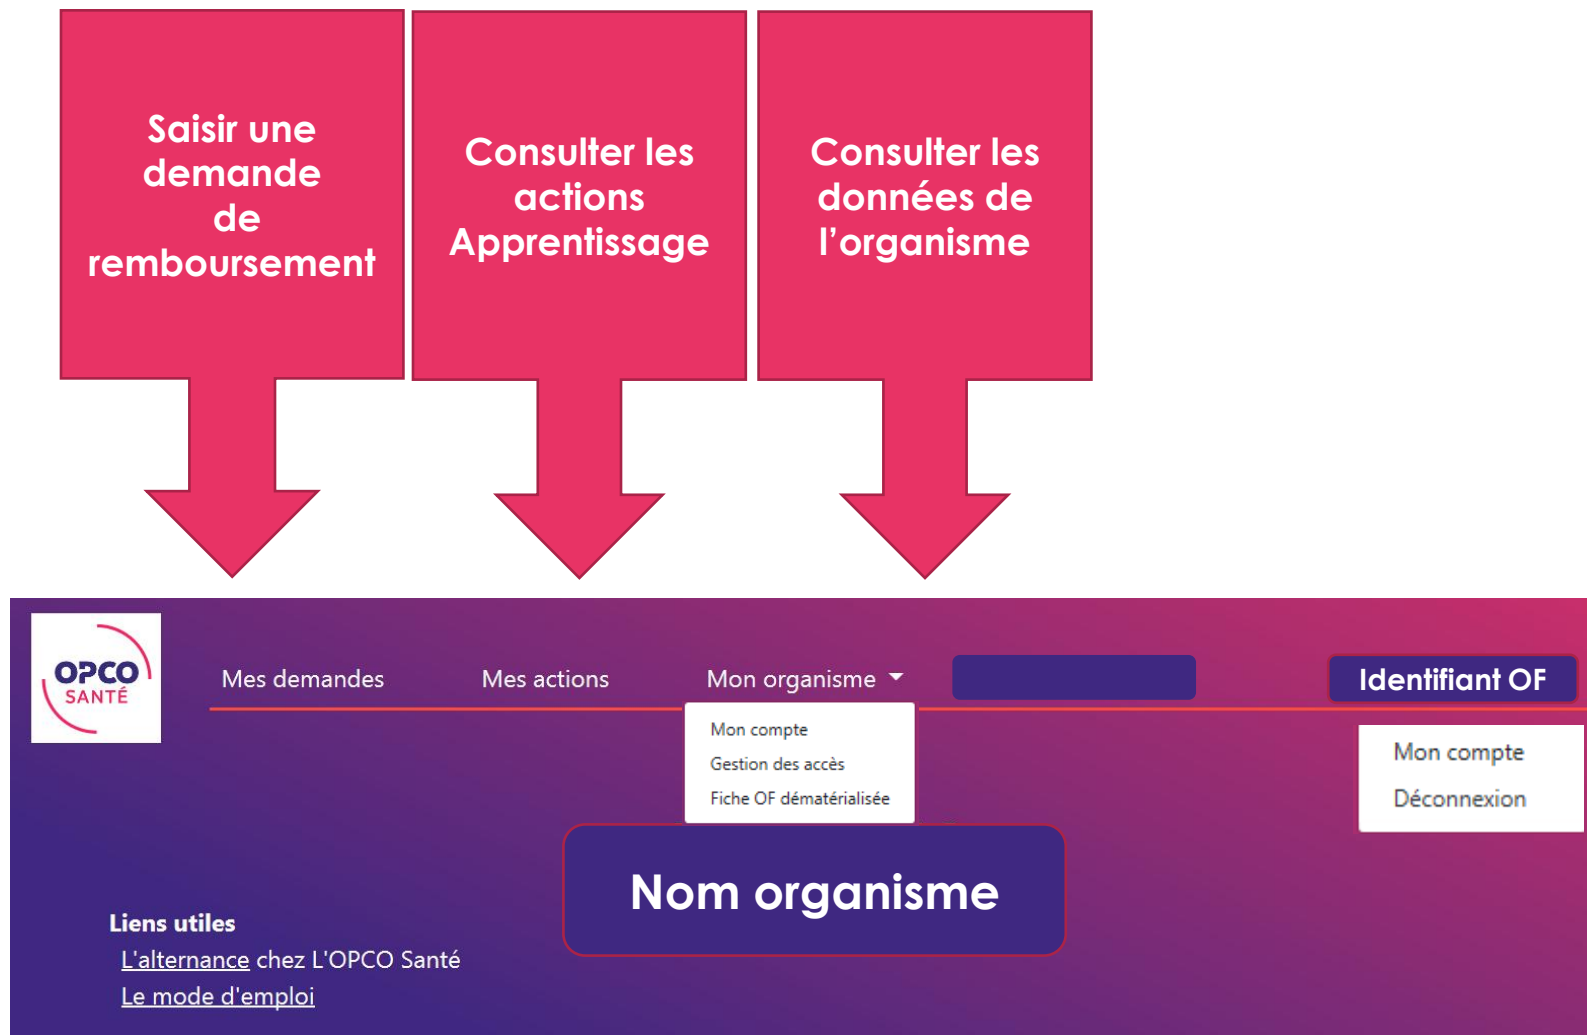 Saisir une
demande
de
remboursement
Consulter les
actions
Apprentissage
Consulter les
données de
l’organisme
OPCO
SANTÉ
Mes demandes
Mes actions
Mon organisme
Identifiant OF
Mon compte
Gestion des accès
Fiche OF dématérialisée
Mon compte
Déconnexion
Nom organisme
Liens utiles
L'alternance chez L'OPCO Santé
Le mode d'emploi